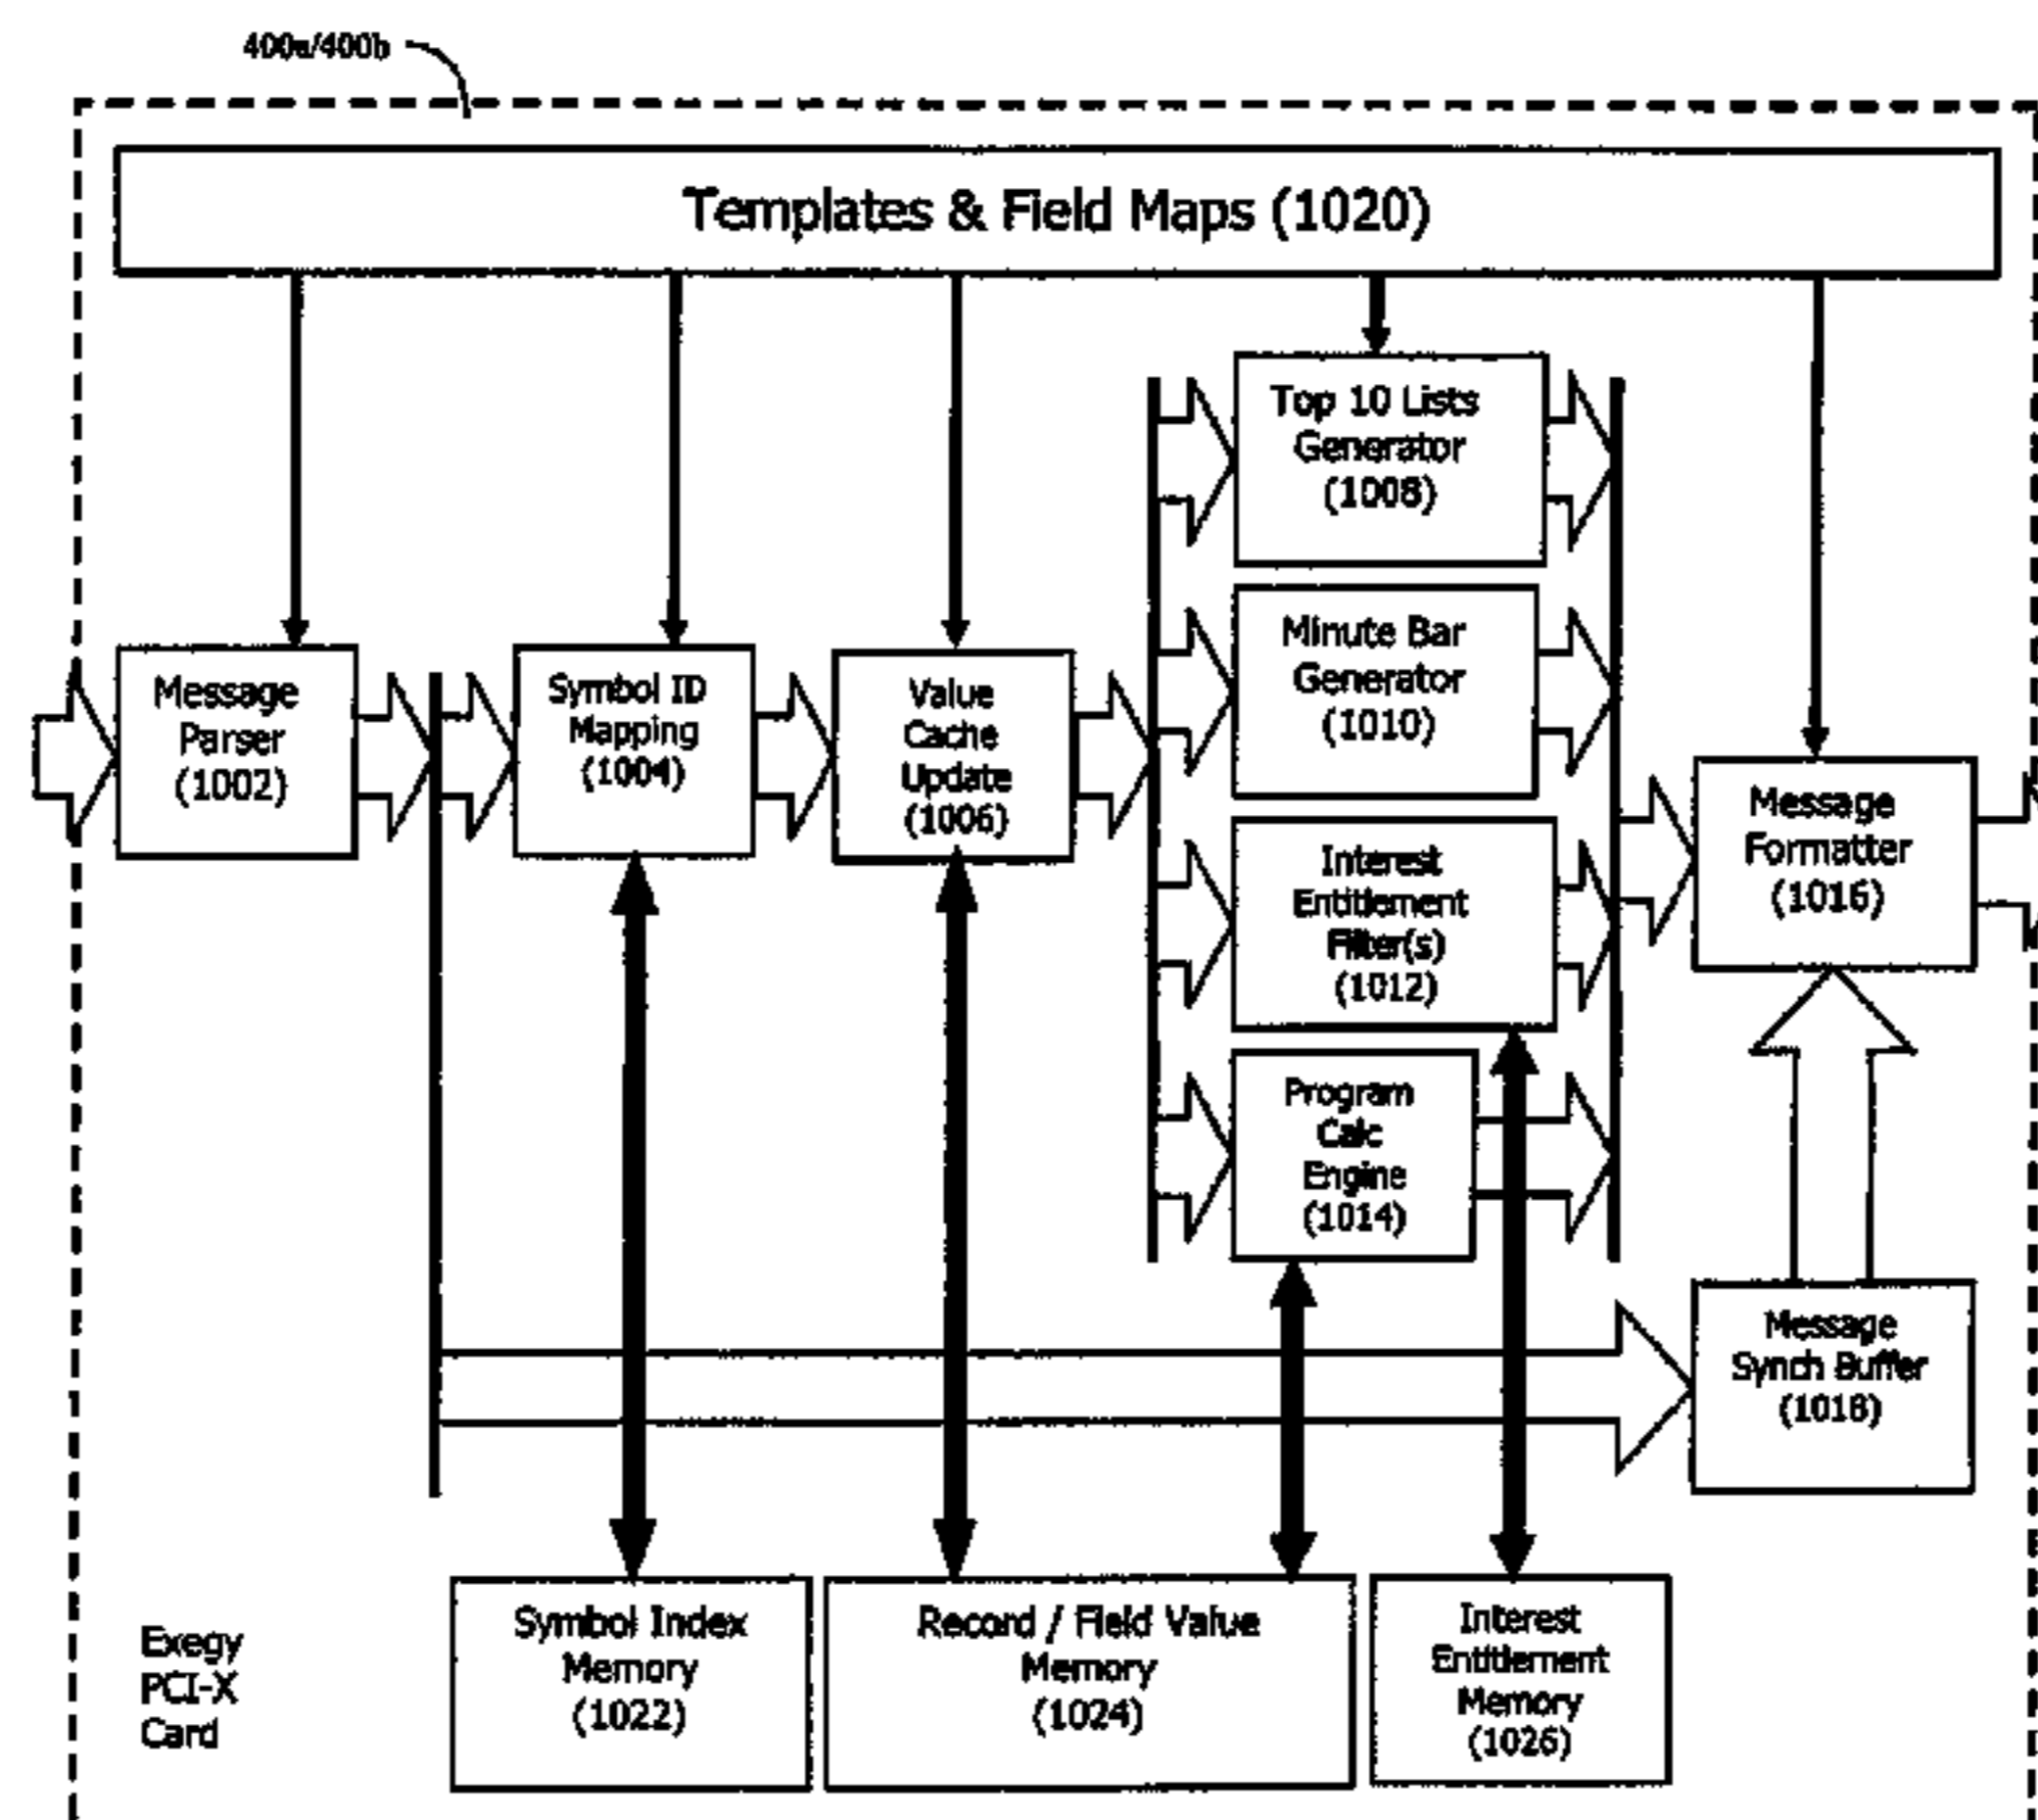 400a/400b
Templates & Field Maps (1020)
Top 10 Lists
Generator
(1008)
Minute Bar
Generator
(1010)
Message
Parser
(1002)
Symbol ID
Mapping
(1004)
Value
Cache
Update
(1006)
Interest
Entitlement
Filter(s)
(1012)
Message
Formatter
(1016)
Program
Calc
Engine
(1014)
Message
Synch Buffer
(1018)
Exegy
PCI-X
Card
Symbol Index
Memory
(1022)
Record / Field Value
Memory
(1024)
Interest
Entitlement
Memory
(1026)